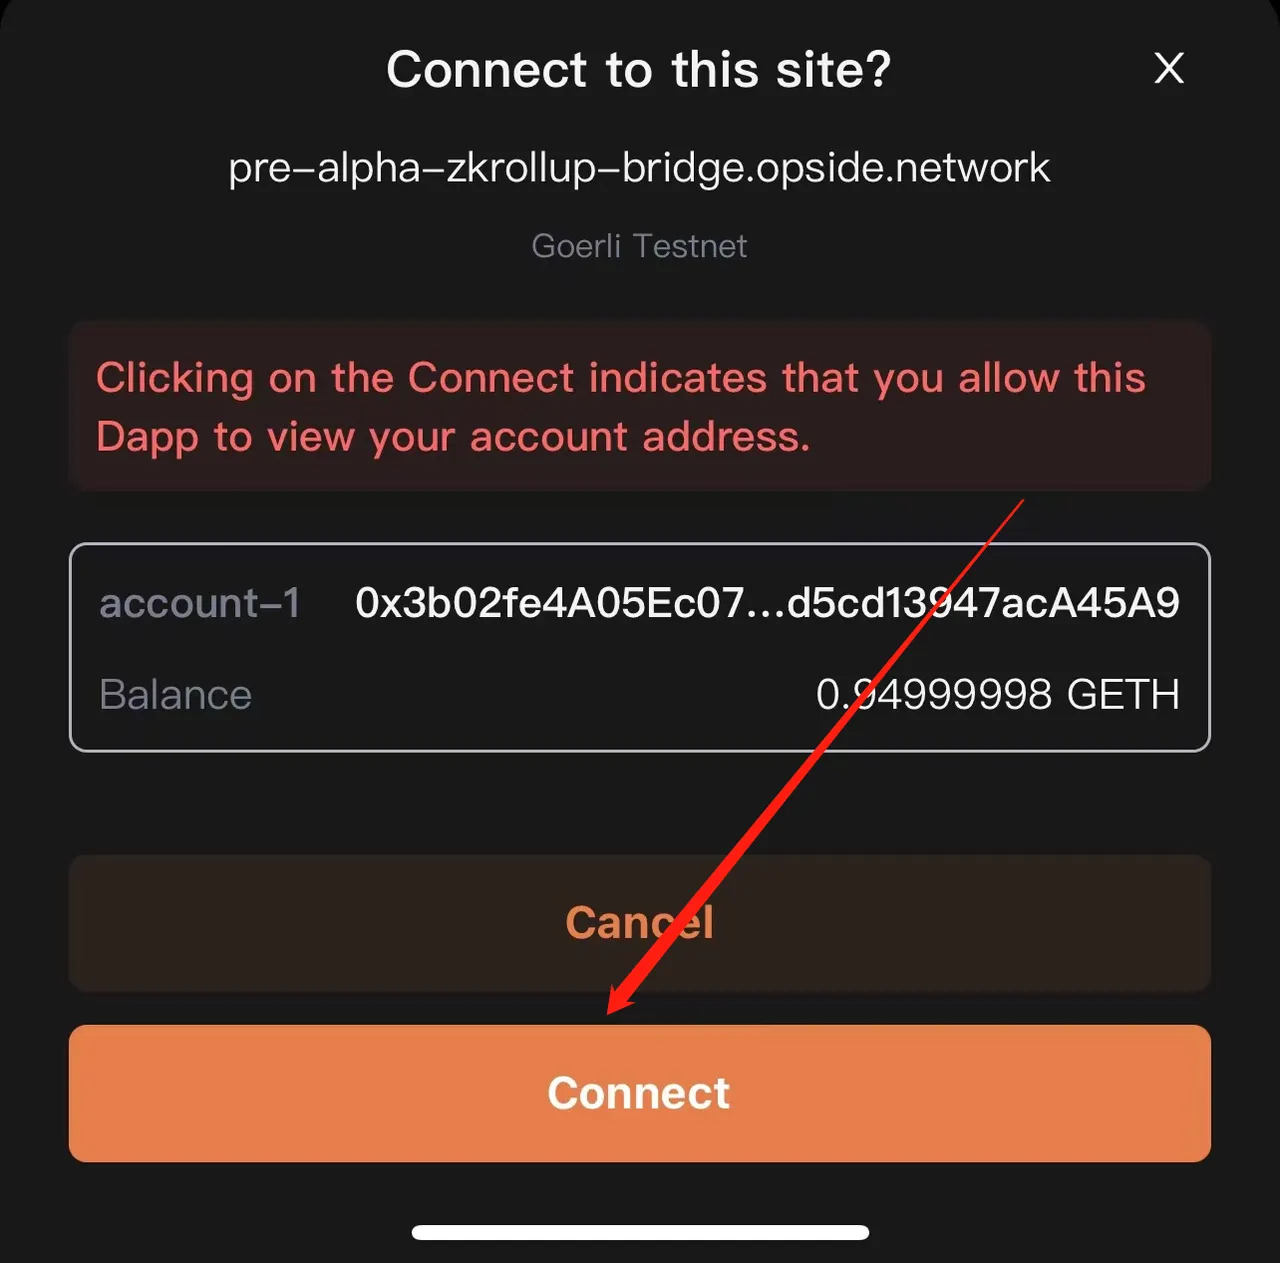 Connect to this site?
X
pre-alpha-zkrollup-bridge.opside.network
Goerli Testnet
Clicking on the Connect indicates that you allow this
Dapp to view your account address.
account-1 0x3b02fe4A05Ec07...d5cd13947acA45A9
Balance 0.94999998 GETH
Cancel
Connect